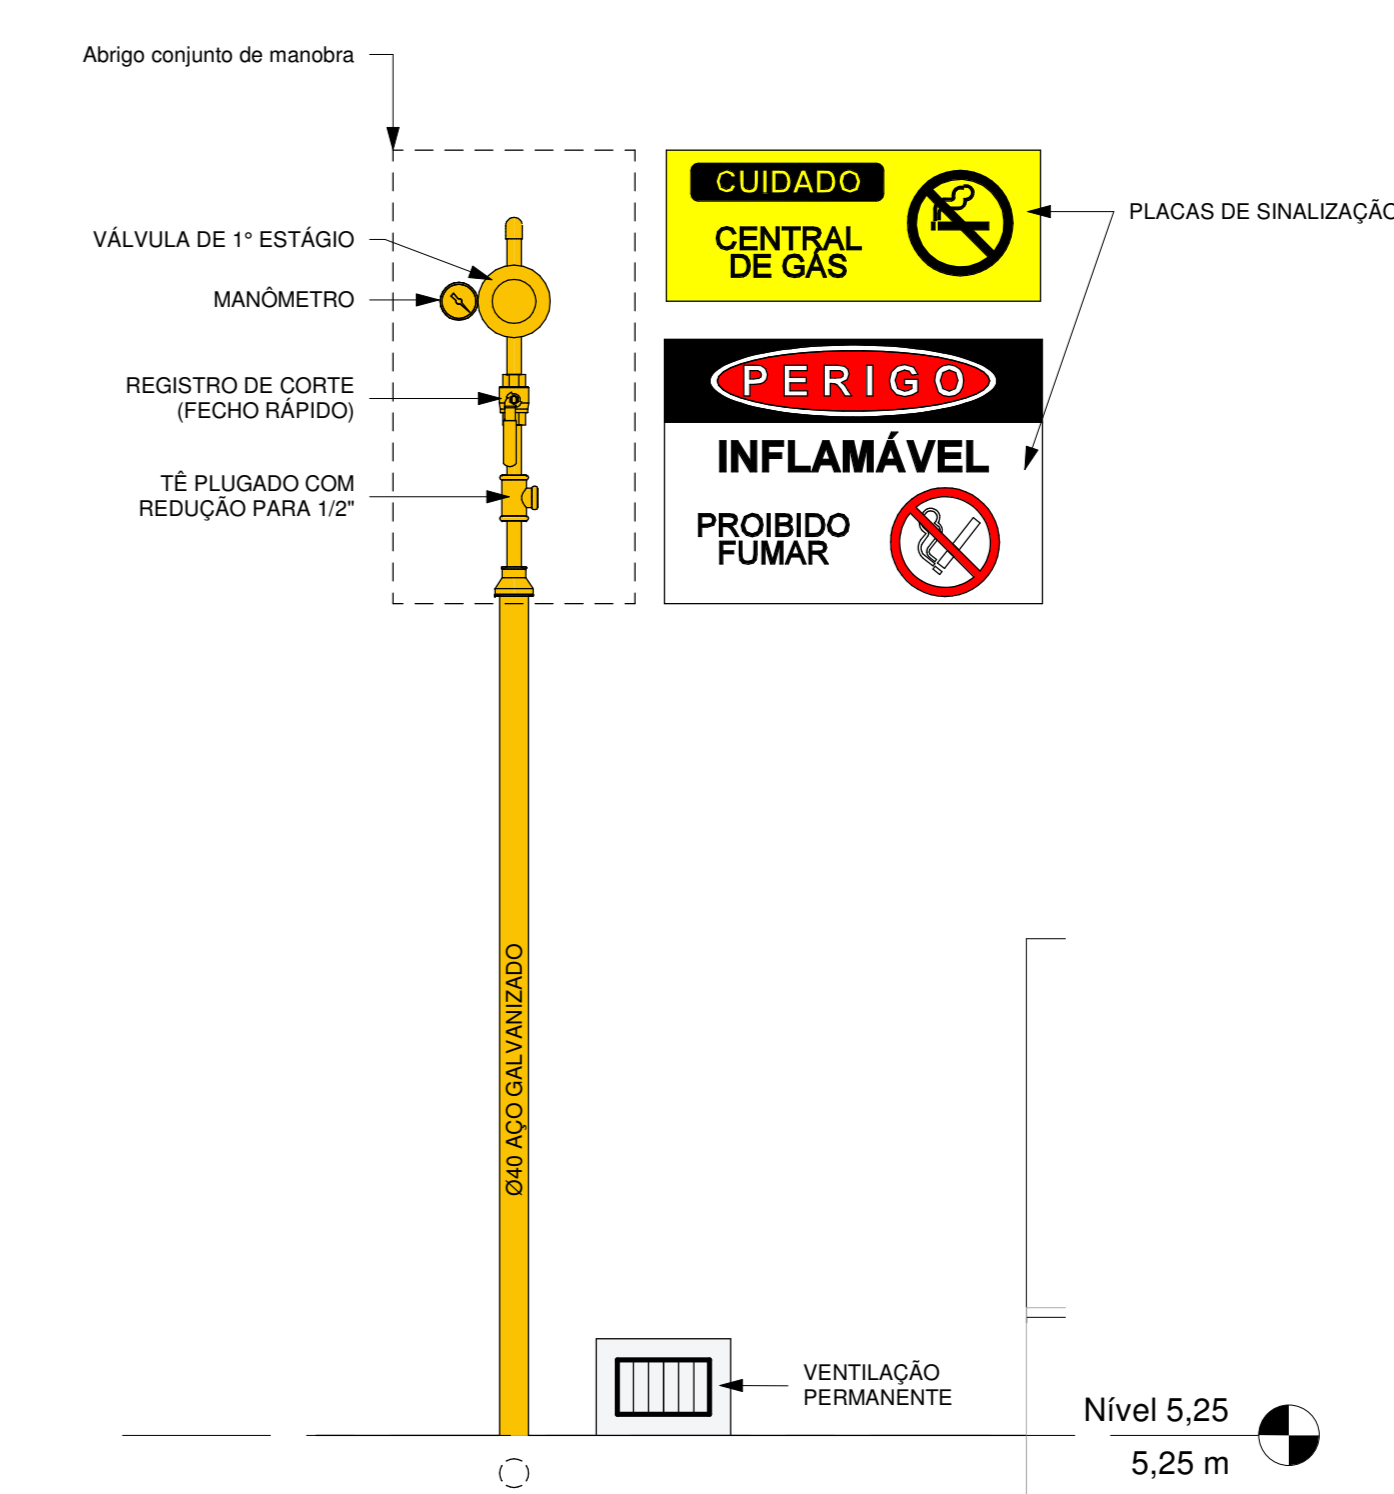 Abrigo conjunto de manobra
VÁLVULA DE 1° ESTÁGIO
MANÔMETRO
REGISTRO DE CORTE
(FECHO RÁPIDO)
TÊ PLUGADO COM
REDUÇÃO PARA 1/2"
CUIDADO
CENTRAL
DE GÁS
PLACAS DE SINALIZAÇÃO
PERIGO
INFLAMÁVEL
PROIBIDO
FUMAR
Ø40 AÇO GALVANIZADO
VENTILAÇÃO
PERMANENTE
Nível 5,25
5,25 m